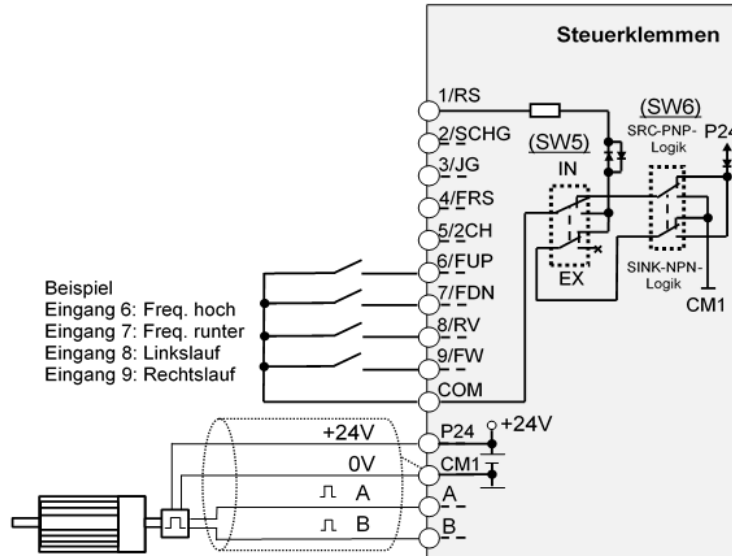 Steuerklemmen
1/RS
2/SCHG
3/JG
4/FRS
5/2CH
6/FUP
7/FDN
8/RV
9/FW
COM
P24
CM1
A
B
(SW5)
IN
EX
(SW6)
SRC-PNP-
Logik
P24
SINK-NPN-
Logik
CM1
Beispiel
Eingang 6: Freq. hoch
Eingang 7: Freq. runter
Eingang 8: Linkslauf
Eingang 9: Rechtslauf
+24V
0V
A
B
+24V